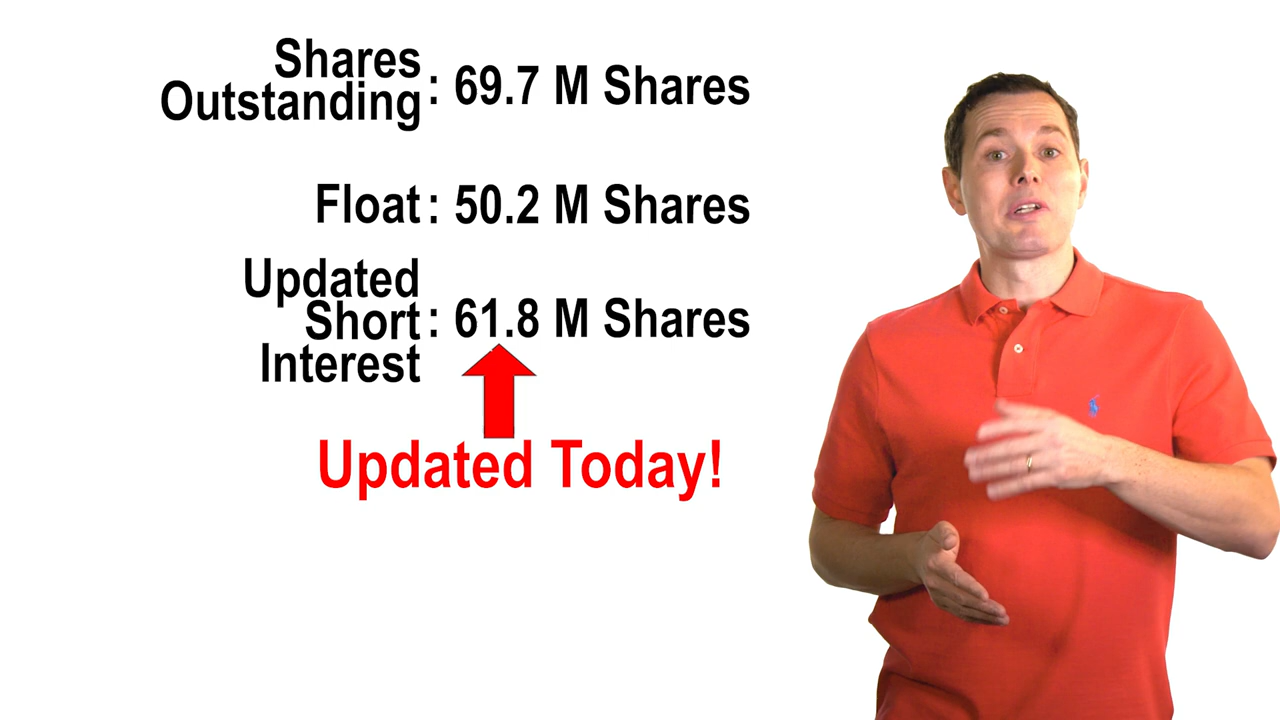 Shares
Outstanding : 69.7 M Shares
Float : 50.2 M Shares
Updated
Short : 61.8 M Shares
Interest
Updated Today!